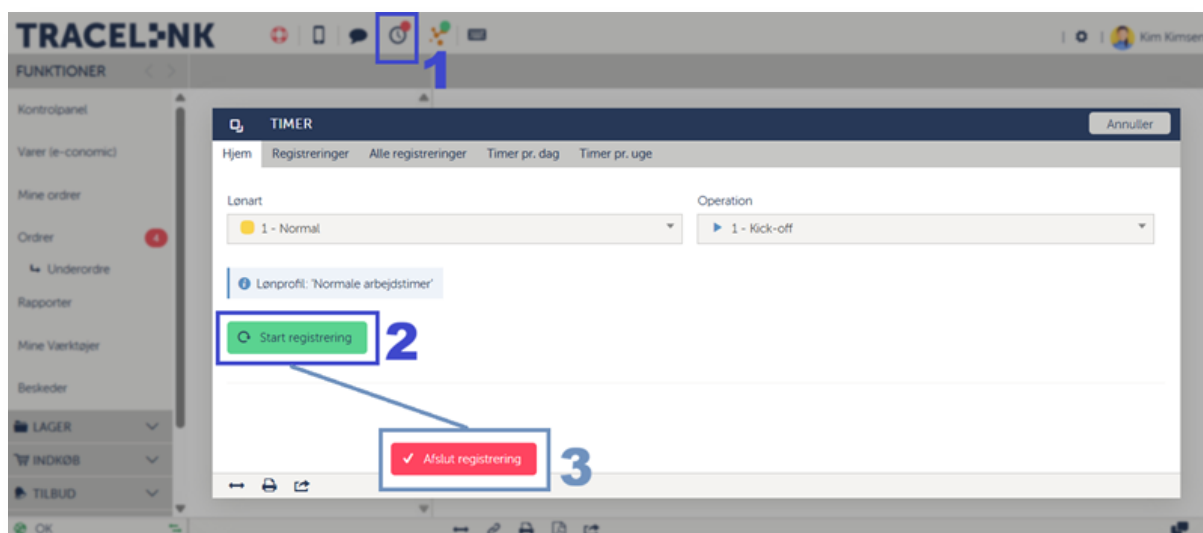 TRACELINK
Kim Kimsen
1
FUNKTIONER
Kontrolpanel
TIMER
Annuller
Varer (e-conomic)
Hjem Registreringer Alle registreringer Timer pr. dag Timer pr. uge
Mine ordrer
Lønart Operation
1 - Normal 1 - Kick-off
Ordrer 4
Underordre
Lønprofil: 'Normale arbejdstimer'
Rapporter
Start registrering 2
Mine Værktøjer
Beskeder
LAGER
Afslut registrering 3
INDKØB
TILBUD
OK